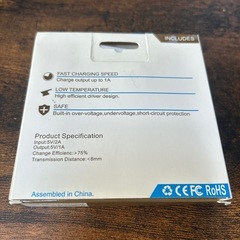 INCLUDES
FAST CHARGING SPEED
Charge output up to 1A
LOW TEMPERATURE
High efficient driver design.
SAFE
Built-in over-voltage,undervoltage,short-circuit protection
Product Specification
Input:5V/2A
Output:5V/1A
Change Efficiency:>75%
Transmission Distance:<8mm
Assembled in China.
CE FC RoHS